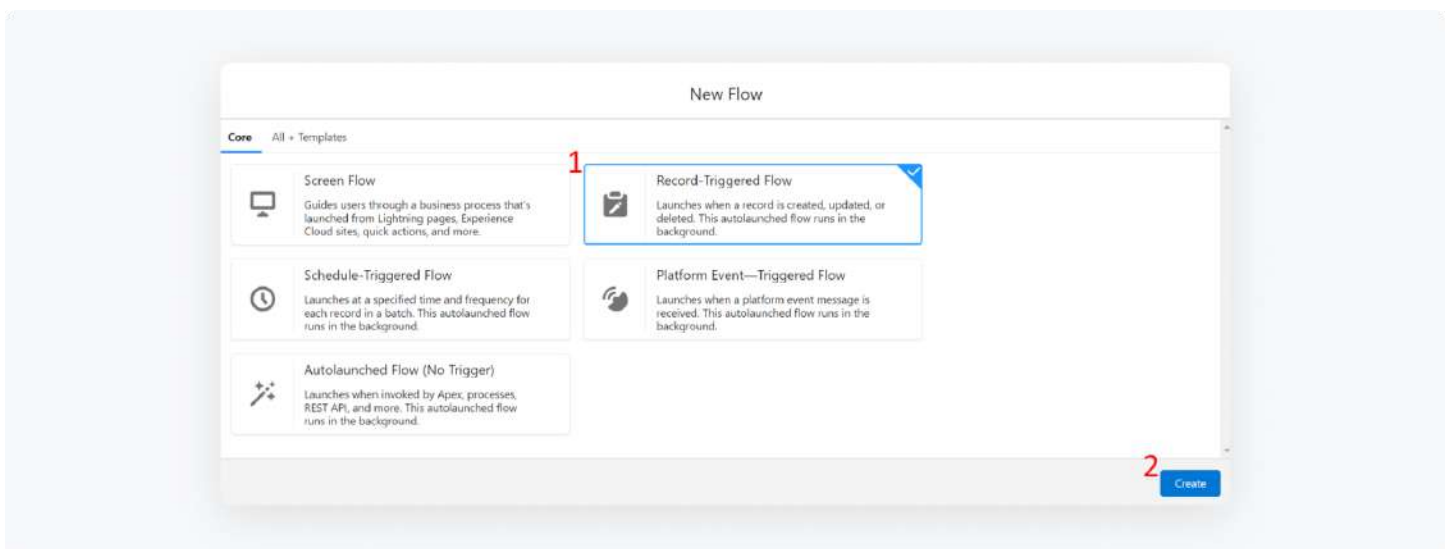 New Flow
Core All + Templates
1
Screen Flow
Guides users through a business process that's
launched from Lightning pages, Experience
Cloud sites, quick actions, and more.
Record-Triggered Flow
Launches when a record is created, updated, or
deleted. This autolaunched flow runs in the
background.
Schedule-Triggered Flow
Launches at a specified time and frequency for
each record in a batch. This autolaunched flow
runs in the background.
Platform Event—Triggered Flow
Launches when a platform event message is
received. This autolaunched flow runs in the
background.
Autolaunched Flow (No Trigger)
Launches when invoked by Apex, processes,
REST API, and more. This autolaunched flow
runs in the background.
2
Create